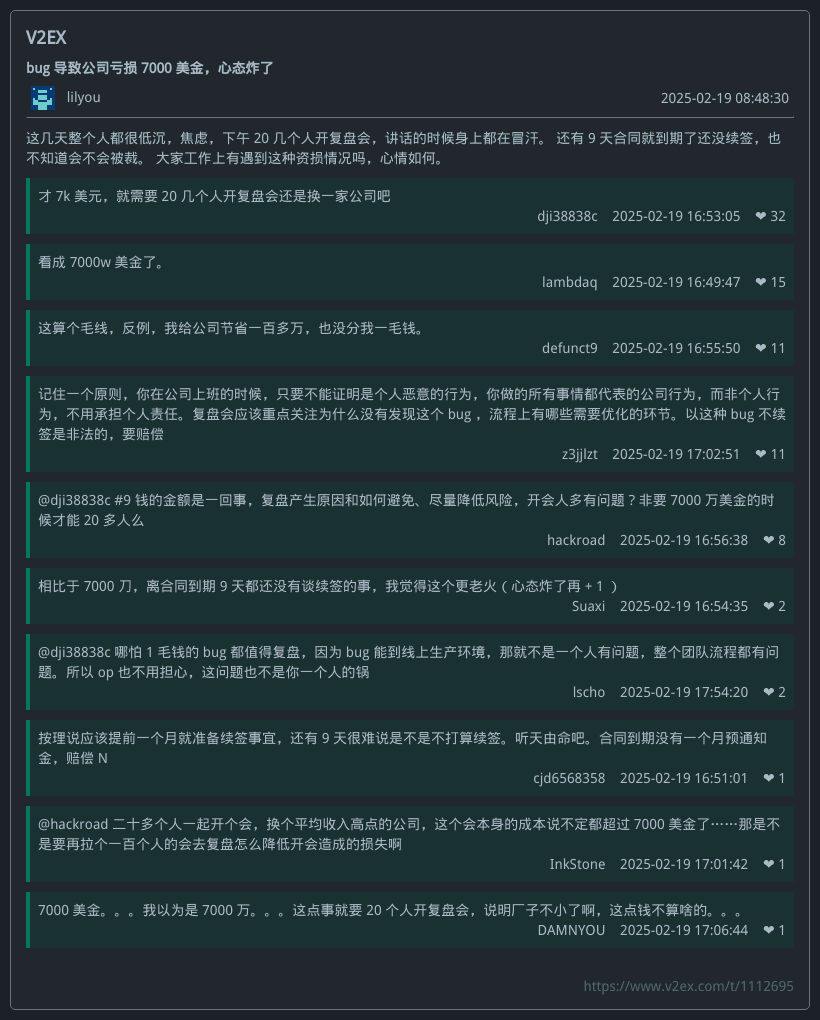 V2EX
bug 导致公司亏损 7000 美金，心态炸了
lilyou
2025-02-19 08:48:30
这几天整个人都很低沉，焦虑，下午 20 几个人开复盘会，讲话的时候身上都在冒汗。 还有 9 天合同就到期了还没续签，也
不知道会不会被裁。 大家工作上有遇到这种资损情况吗，心情如何。
才 7k 美元，就需要 20 几个人开复盘会还是换一家公司吧
dji38838c 2025-02-19 16:53:05 ❤ 32
看成 7000w 美金了。
lambdaq 2025-02-19 16:49:47 ❤ 15
这算个毛线，反例，我给公司节省一百多万，也没分我一毛钱。
defunct9 2025-02-19 16:55:50 ❤ 11
记住一个原则，你在公司上班的时候，只要不能证明是个人恶意的行为，你做的所有事情都代表的公司行为，而非个人行
为，不用承担个人责任。复盘会应该重点关注为什么没有发现这个 bug ，流程上有哪些需要优化的环节。以这种 bug 不续
签是非法的，要赔偿
z3jjlzt 2025-02-19 17:02:51 ❤ 11
@dji38838c #9 钱的金额是一回事，复盘产生原因和如何避免、尽量降低风险，开会人多有问题？非要 7000 万美金的时
候才能 20 多人么
hackroad 2025-02-19 16:56:38 ❤ 8
相比于 7000 刀，离合同到期 9 天都还没有谈续签的事，我觉得这个更老火（ 心态炸了再 + 1 ）
Suaxi 2025-02-19 16:54:35 ❤ 2
@dji38838c 哪怕 1 毛钱的 bug 都值得复盘，因为 bug 能到线上生产环境，那就不是一个人有问题，整个团队流程都有问
题。所以 op 也不用担心，这问题也不是你一个人的锅
lscho 2025-02-19 17:54:20 ❤ 2
按理说应该提前一个月就准备续签事宜，还有 9 天很难说是不是不打算续签。听天由命吧。合同到期没有一个月预通知
金，赔偿 N
cjd6568358 2025-02-19 16:51:01 ❤ 1
@hackroad 二十多个人一起开个会，换个平均收入高点的公司，这个会本身的成本说不定都超过 7000 美金了……那是不
是要再拉个一百个人的会去复盘怎么降低开会造成的损失啊
InkStone 2025-02-19 17:01:42 ❤ 1
7000 美金。。。我以为是 7000 万。。。这点事就要 20 个人开复盘会，说明厂子不小了啊，这点钱不算啥的。。。
DAMNYOU 2025-02-19 17:06:44 ❤ 1
https://www.v2ex.com/t/1112695